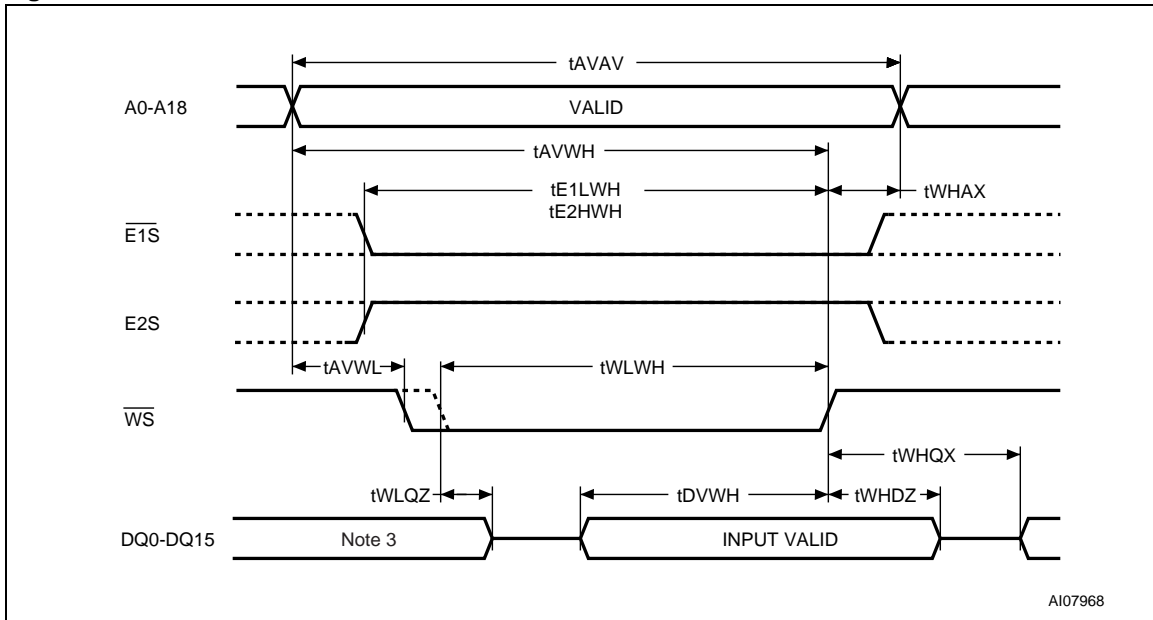 tAVAV
A0-A18
VALID
tAVWH
tE1LWH
tE2HWH
tWHAX
E1S
E2S
tAVWL
tWLWH
WS
tWHQX
tWLQZ
tDVWH
tWHDZ
DQ0-DQ15
Note 3
INPUT VALID
AI07968